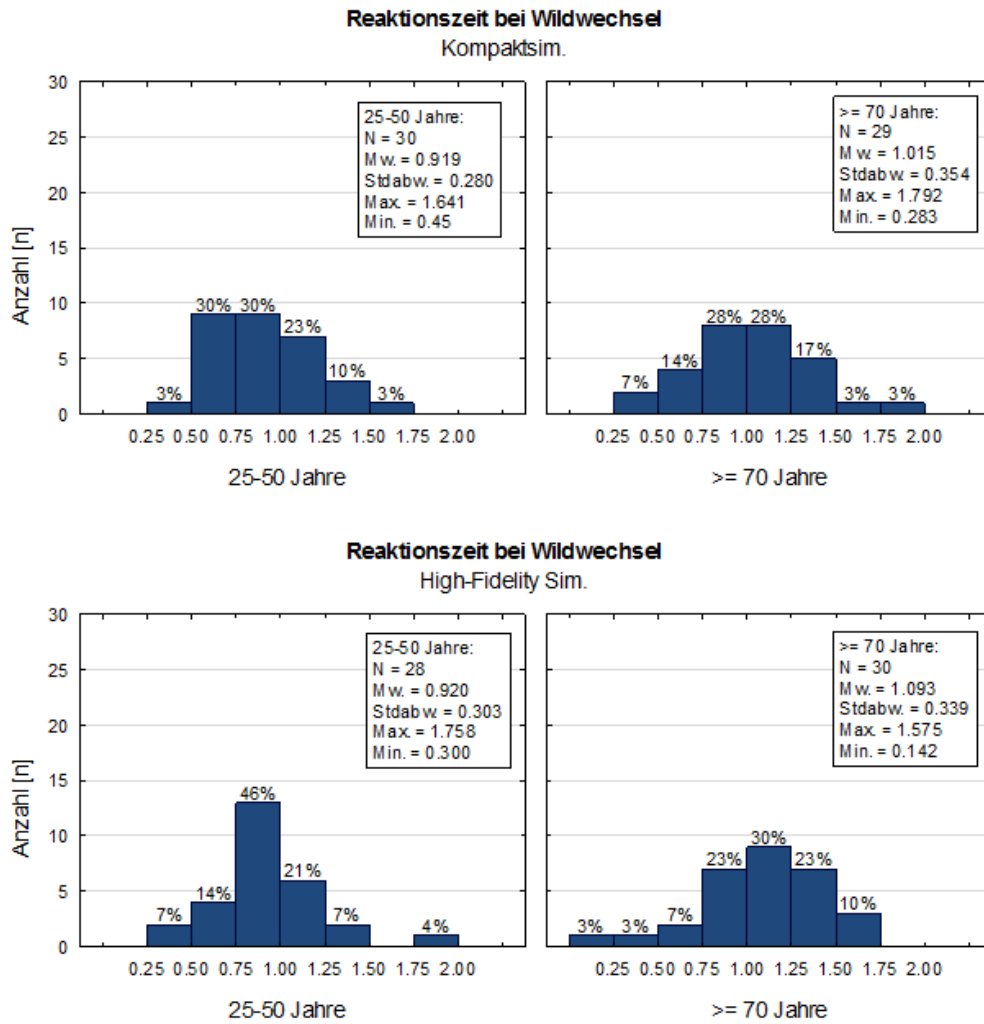 Reaktionszeit bei Wildwechsel
Kompaktsim.
Anzahl [n]
30
25
20
15
10
5
0
25-50 Jahre:
N = 30
Mw. = 0.919
Stdabw. = 0.280
Max. = 1.641
Min. = 0.45
3% 30% 30% 23% 10% 3%
0.25 0.50 0.75 1.00 1.25 1.50 1.75 2.00
25-50 Jahre
>= 70 Jahre:
N = 29
Mw. = 1.015
Stdabw. = 0.354
Max. = 1.792
Min. = 0.283
7% 14% 28% 28% 17% 3% 3%
0.25 0.50 0.75 1.00 1.25 1.50 1.75 2.00
>= 70 Jahre
Reaktionszeit bei Wildwechsel
High-Fidelity Sim.
Anzahl [n]
30
25
20
15
10
5
0
25-50 Jahre:
N = 28
Mw. = 0.920
Stdabw. = 0.303
Max. = 1.758
Min. = 0.300
7% 14% 46% 21% 7% 4%
0.25 0.50 0.75 1.00 1.25 1.50 1.75 2.00
25-50 Jahre
>= 70 Jahre:
N = 30
Mw. = 1.093
Stdabw. = 0.339
Max. = 1.575
Min. = 0.142
3% 3% 7% 23% 30% 23% 10%
0.25 0.50 0.75 1.00 1.25 1.50 1.75 2.00
>= 70 Jahre